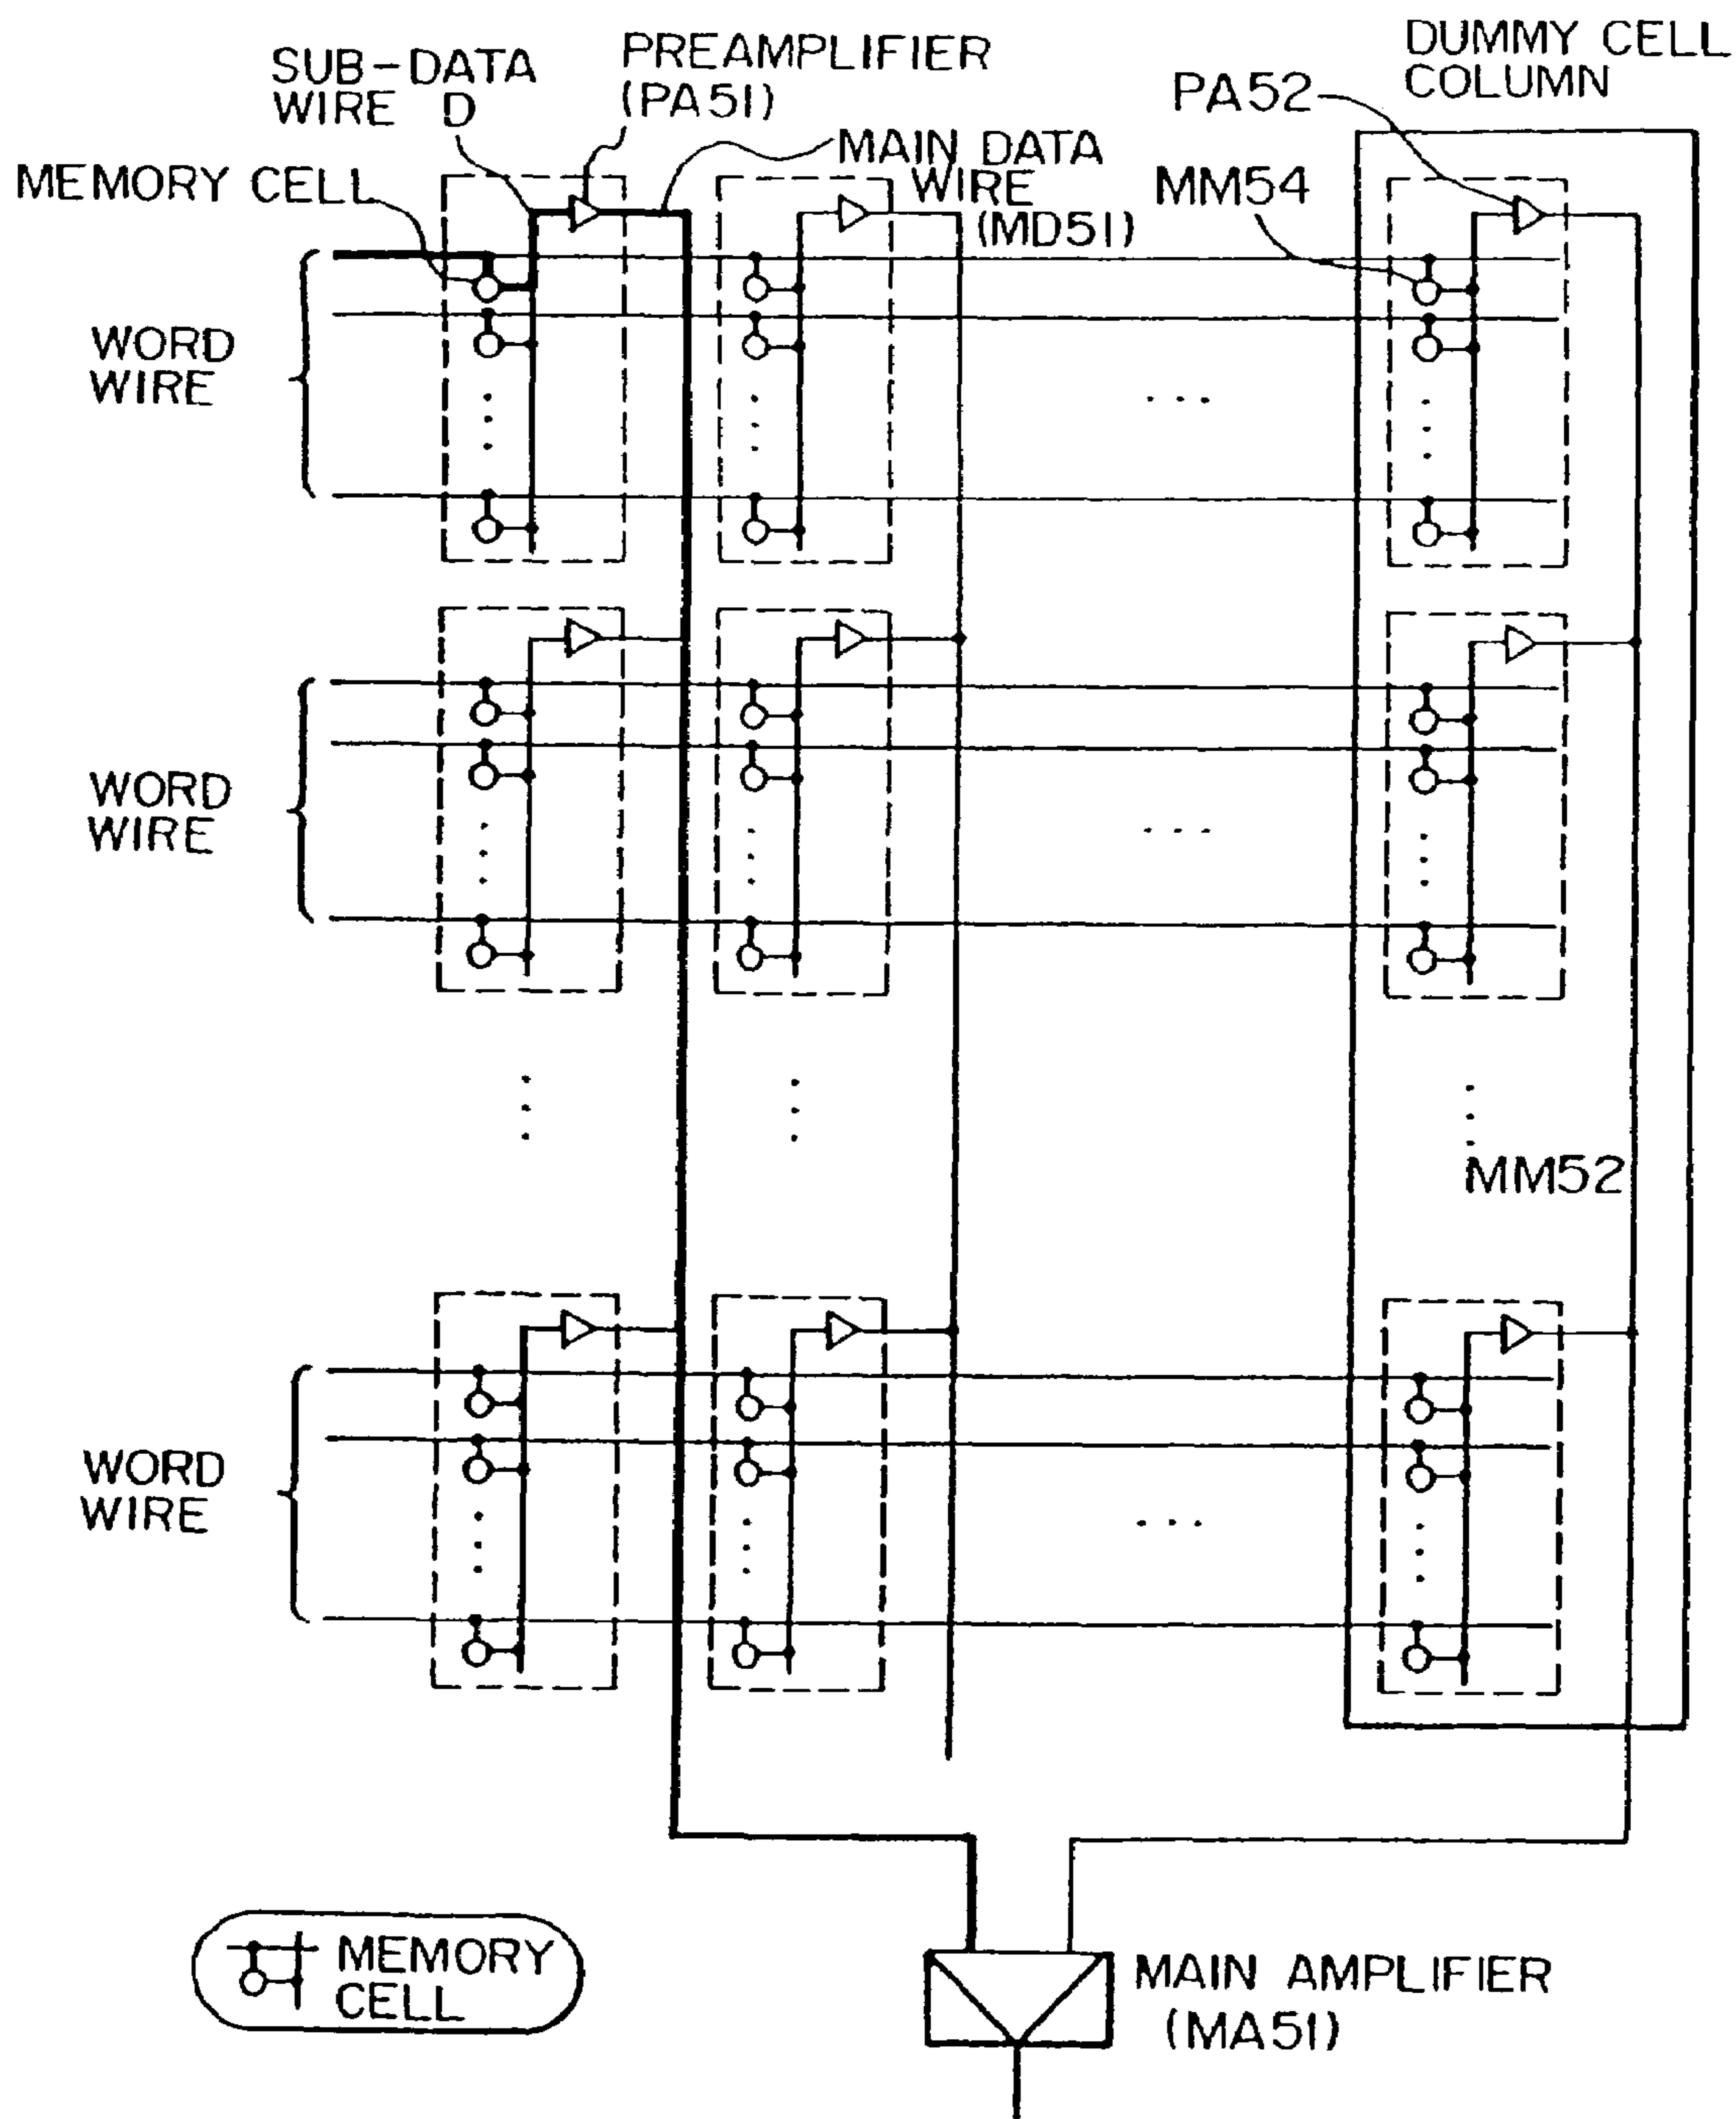 SUB-DATA
WIRE D
PREAMPLIFIER
(PA51)
DUMMY CELL
COLUMN
PA52
MEMORY CELL
MAIN DATA
WIRE
(MD51)
MM54
WORD
WIRE
...
WORD
WIRE
...
MM52
WORD
WIRE
...
MEMORY
CELL
MAIN AMPLIFIER
(MA51)